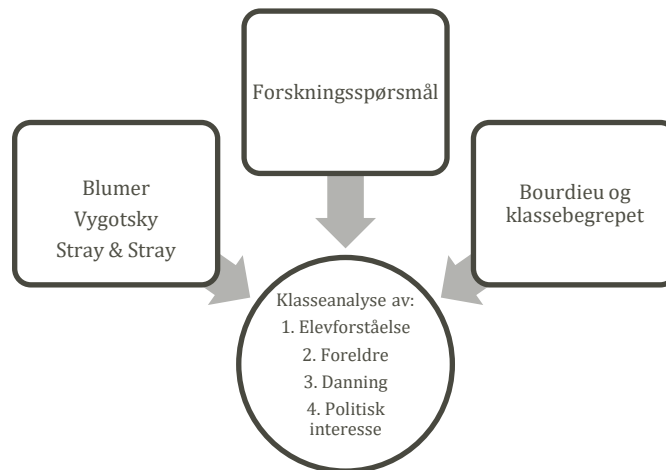 Forskningsspørsmål
Blumer
Vygotsky
Stray & Stray
Bourdieu og
klassebegrepet
Klasseanalyse av:
1. Elevforståelse
2. Foreldre
3. Danning
4. Politisk
interesse